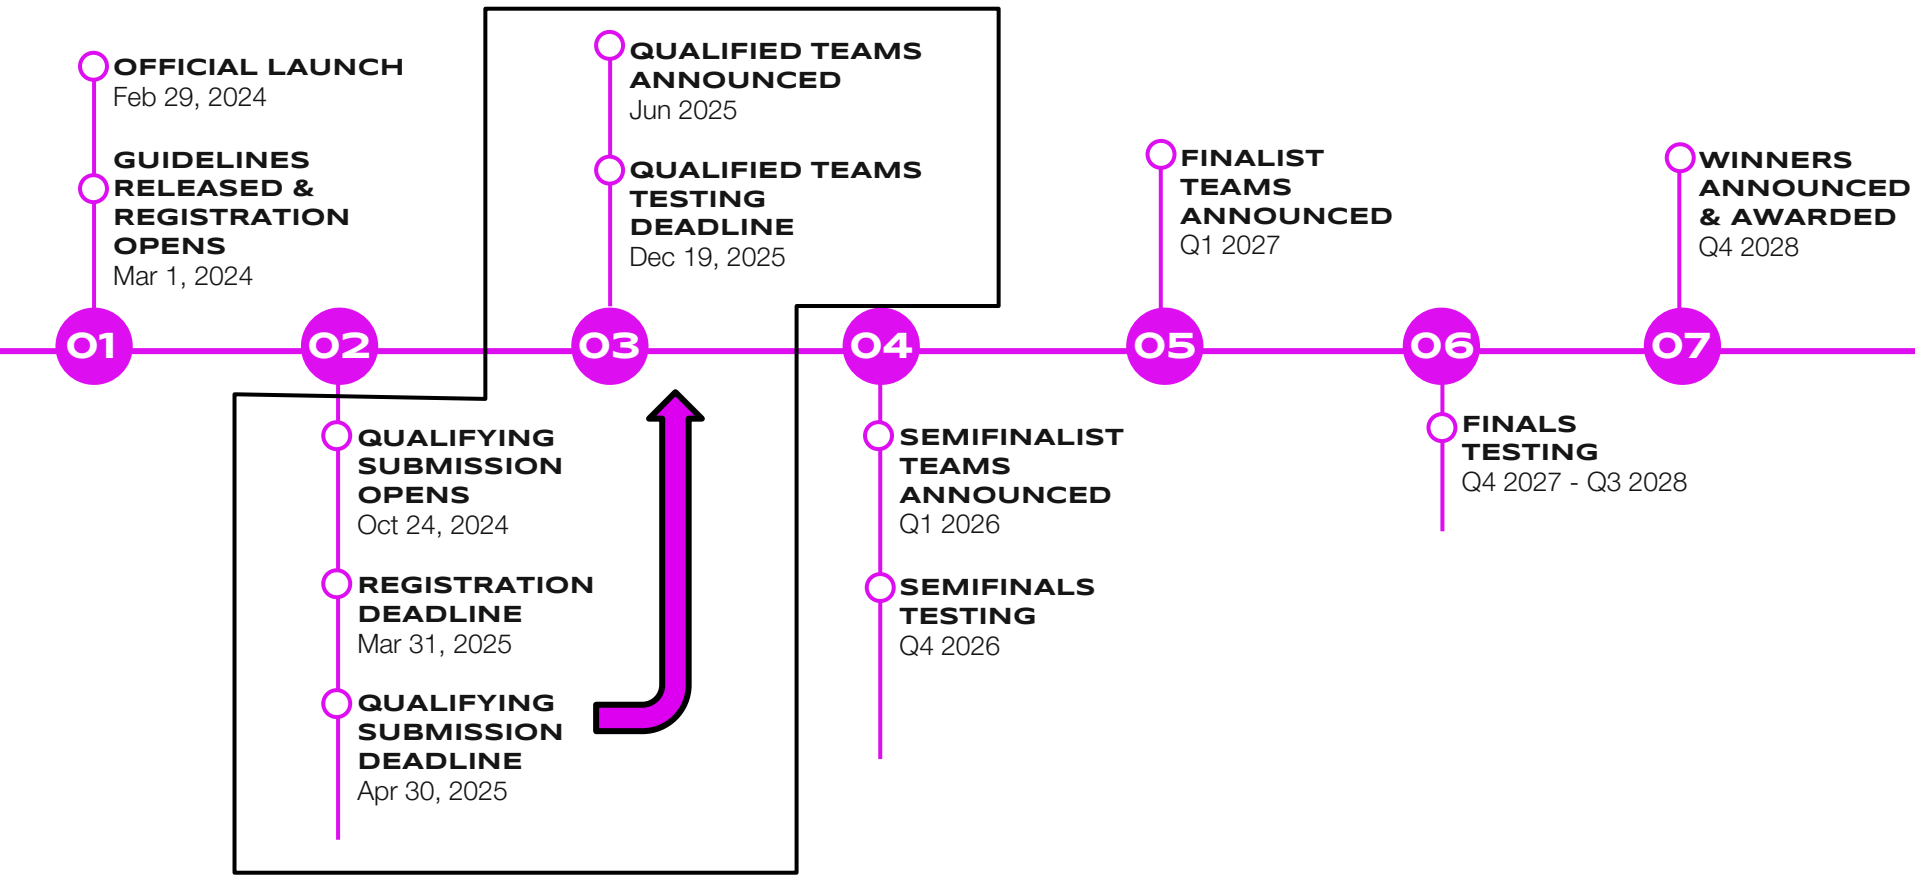 OFFICIAL LAUNCH
Feb 29, 2024
GUIDELINES
RELEASED &
REGISTRATION
OPENS
Mar 1, 2024
01
02
QUALIFYING
SUBMISSION
OPENS
Oct 24, 2024
REGISTRATION
DEADLINE
Mar 31, 2025
QUALIFYING
SUBMISSION
DEADLINE
Apr 30, 2025
QUALIFIED TEAMS
ANNOUNCED
Jun 2025
QUALIFIED TEAMS
TESTING
DEADLINE
Dec 19, 2025
03
04
SEMIFINALIST
TEAMS
ANNOUNCED
Q1 2026
SEMIFINALS
TESTING
Q4 2026
FINALIST
TEAMS
ANNOUNCED
Q1 2027
05
06
FINALS
TESTING
Q4 2027 - Q3 2028
WINNERS
ANNOUNCED
& AWARDED
Q4 2028
07